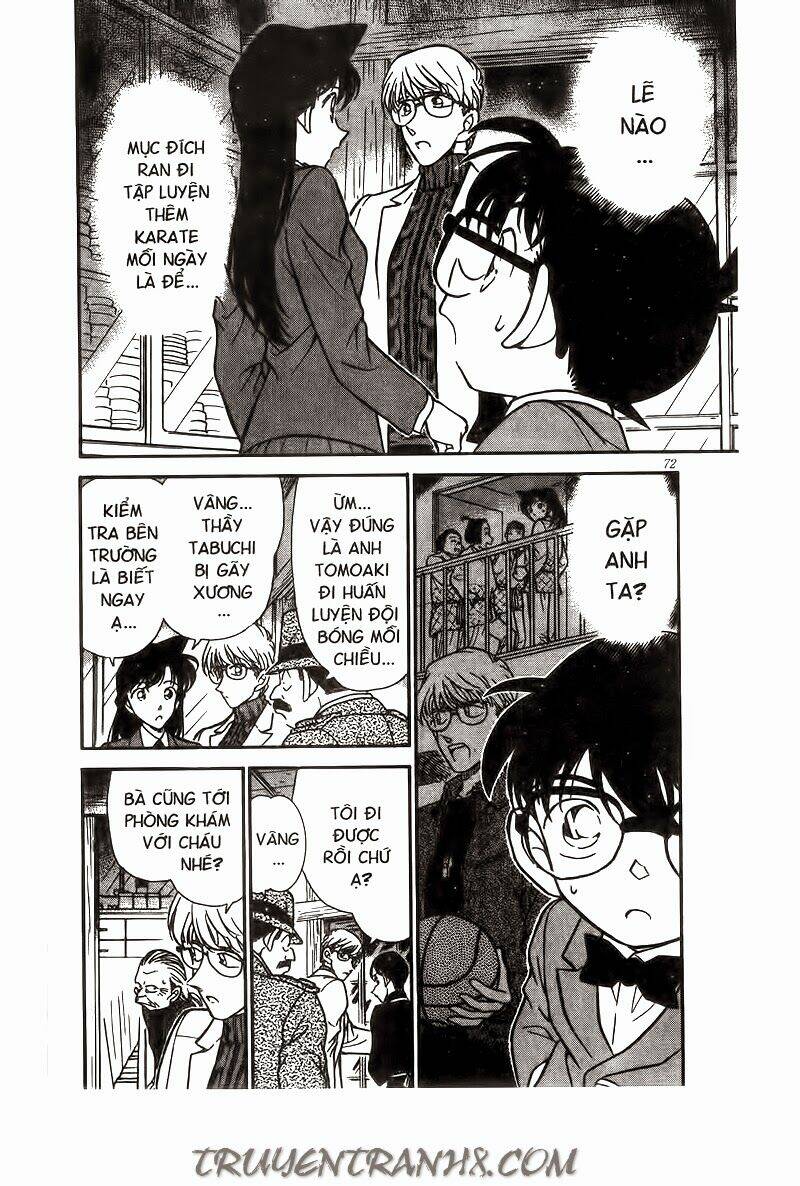 LẼ
NÀO
...
MỤC ĐÍCH
RAN ĐI
TẬP LUYỆN
THÊM
KARATE
MỒI NGÀY
LÀ ĐỂ...
72
GẶP
ANH
TA?
ỪM...
VẬY ĐÚNG
LÀ ANH
TOMOAKI
ĐI HUẤN
LUYỆN ĐỘI
BÓNG MỒI
CHIỀU...
VÂNG...
THẦY
TABUCHI
BỊ GÃY
XƯƠNG
...
KIỂM
TRA BÊN
TRƯỜNG
LÀ BIẾT
NGAY
Ạ...
TÔI ĐI
ĐƯỢC
RỒI CHỨ
Ạ?
VÂNG
...
BÀ CŨNG TỚI
PHÒNG KHÁM
VỚI CHÁU
NHÉ?
TRUYENTRANH8.COM